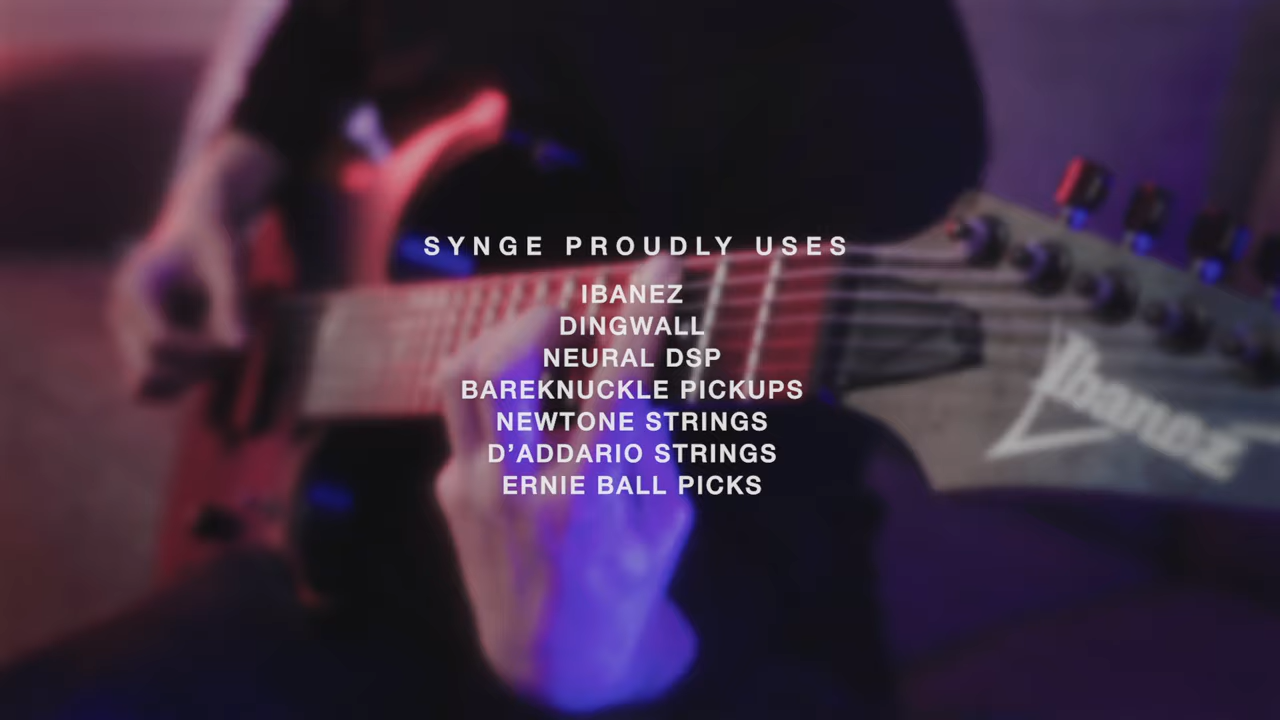 SYNGE PROUDLY USES
IBANEZ
DINGWALL
NEURAL DSP
BAREKNUCKLE PICKUPS
NEWTONE STRINGS
D’ADDARIO STRINGS
ERNIE BALL PICKS
Ibanez